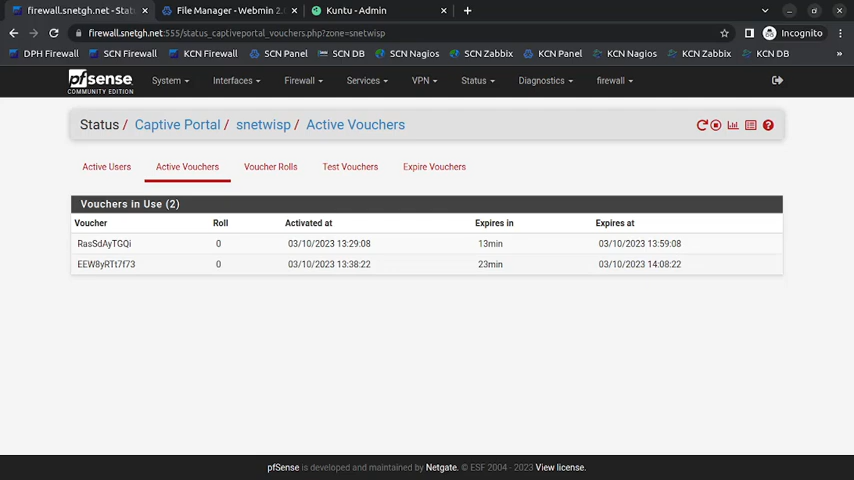 firewall.snetgh.net - Stat
File Manager - Webmin 2.
Kuntu - Admin
firewall.snetgh.net:555/status_captiveportal_vouchers.php?zone=snetwisp
Incognito
DPH Firewall SCN Firewall KCN Firewall SCN Panel SCN DB SCN Nagios SCN Zabbix KCN Panel KCN Nagios KCN Zabbix KCN DB »
pfsense System Interfaces Firewall Services VPN Status Diagnostics firewall
COMMUNITY EDITION
Status / Captive Portal / snetwisp / Active Vouchers
Active Users Active Vouchers Voucher Rolls Test Vouchers Expire Vouchers
Vouchers in Use (2)
Voucher Roll Activated at Expires in Expires at
RasSdAyTGQi 0 03/10/2023 13:29:08 13min 03/10/2023 13:59:08
EEW8yRTt7f73 0 03/10/2023 13:38:22 23min 03/10/2023 14:08:22
pfSense is developed and maintained by Netgate. © ESF 2004 - 2023 View license.